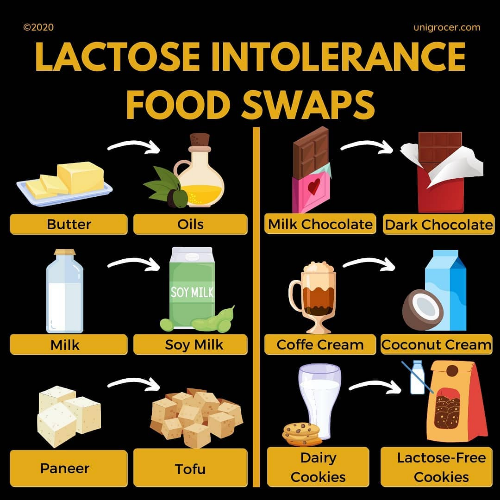 ©2020
unigrocer.com
LACTOSE INTOLERANCE
FOOD SWAPS
Butter
Oils
Milk Chocolate
Dark Chocolate
SOY MILK
Milk
Soy Milk
Coffe Cream
Coconut Cream
Paneer
Tofu
Dairy
Cookies
Lactose-Free
Cookies